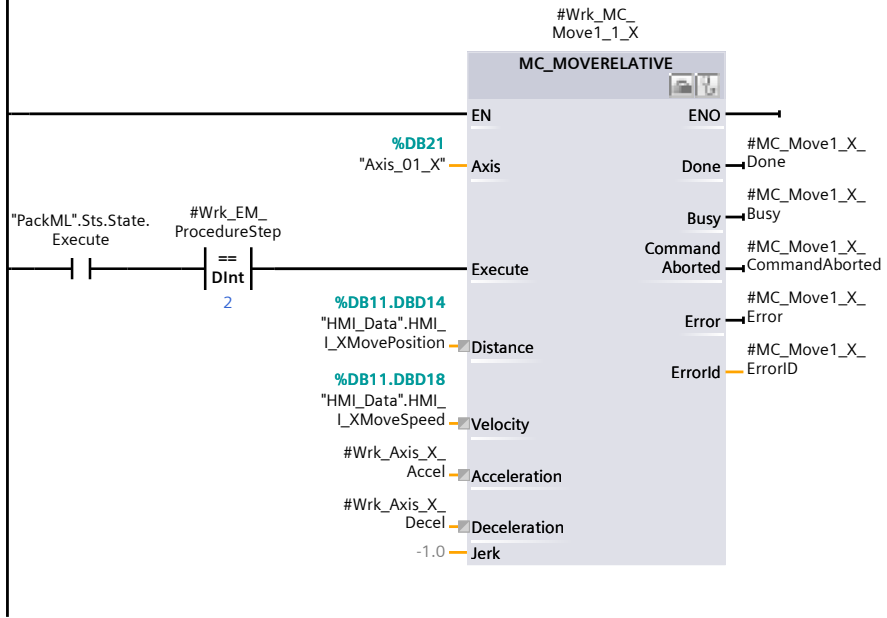 #Wrk_MC_
Move1_1_X
MC_MOVERELATIVE
EN
ENO
%DB21
"Axis_01_X"
Axis
Done
#MC_Move1_X_
Done
Busy
#MC_Move1_X_
Busy
"PackML".Sts.State.
Execute
#Wrk_EM_
ProcedureStep
==
DInt
2
Execute
Command
Aborted
#MC_Move1_X_
CommandAborted
%DB11.DBD14
"HMI_Data".HMI_
I_XMovePosition
Distance
Error
#MC_Move1_X_
Error
ErrorId
#MC_Move1_X_
ErrorID
%DB11.DBD18
"HMI_Data".HMI_
I_XMoveSpeed
Velocity
#Wrk_Axis_X_
Accel
Acceleration
#Wrk_Axis_X_
Decel
Deceleration
-1.0
Jerk